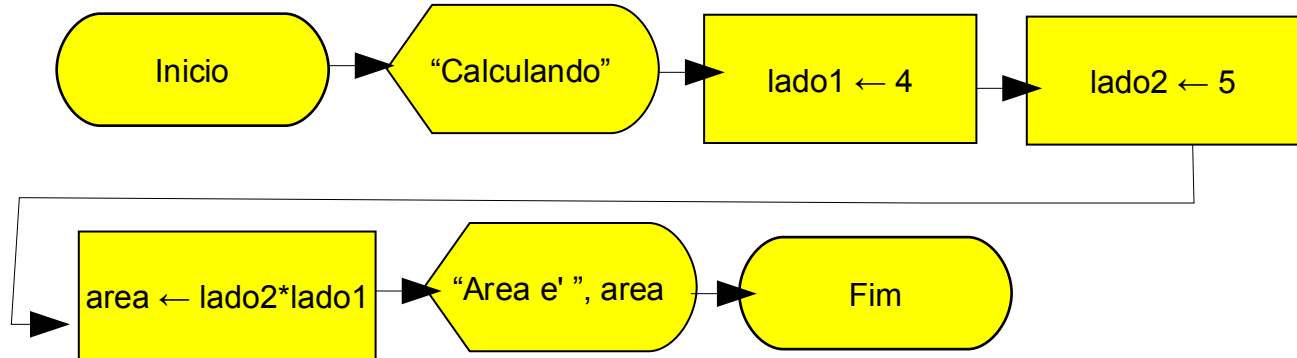 Inicio
“Calculando”
lado1 ← 4
lado2 ← 5
area ← lado2*lado1
“Area e' ”, area
Fim